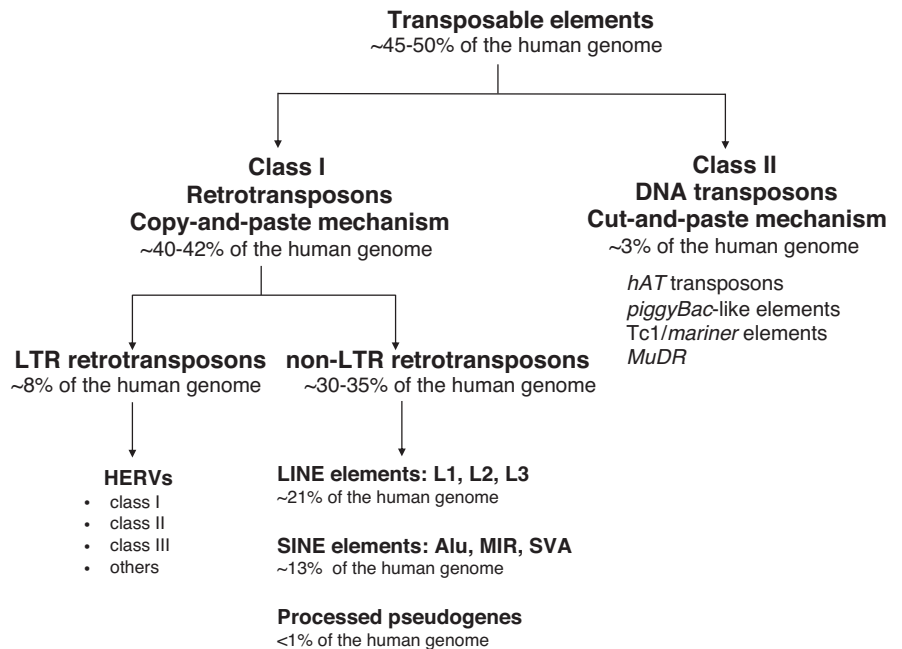 Transposable elements
~45-50% of the human genome
Class I
Retrotransposons
Copy-and-paste mechanism
~40-42% of the human genome
Class II
DNA transposons
Cut-and-paste mechanism
~3% of the human genome
hAT transposons
piggyBac-like elements
Tc1/mariner elements
MuDR
LTR retrotransposons
~8% of the human genome
non-LTR retrotransposons
~30-35% of the human genome
HERVs
• class I
• class II
• class III
• others
LINE elements: L1, L2, L3
~21% of the human genome
SINE elements: Alu, MIR, SVA
~13% of the human genome
Processed pseudogenes
<1% of the human genome